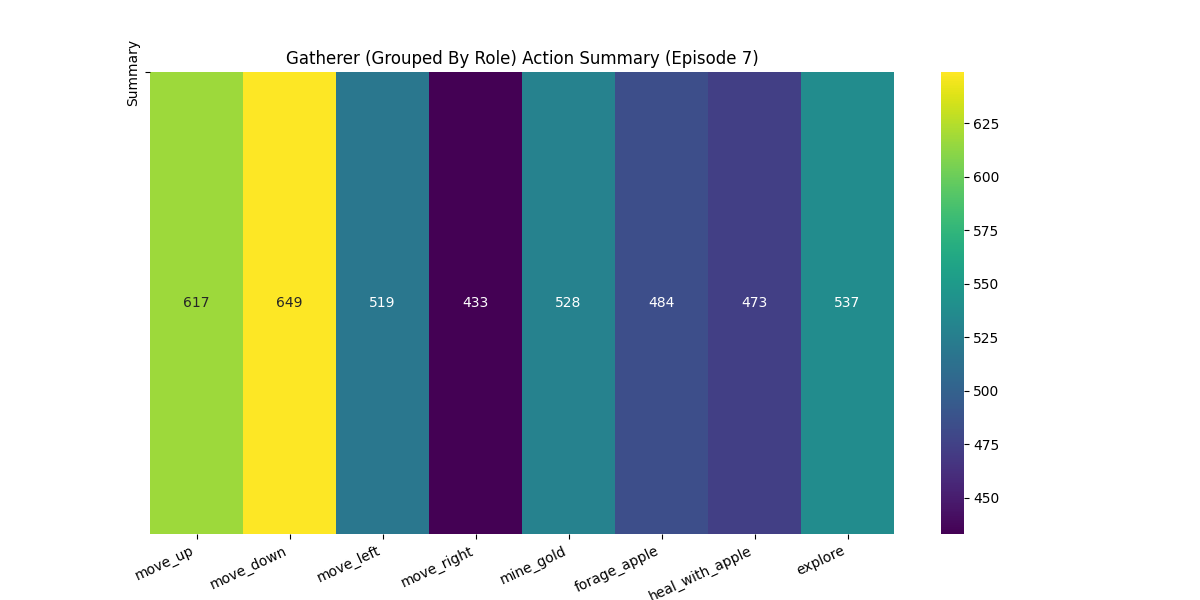 Gatherer (Grouped By Role) Action Summary (Episode 7)
Summary
617 649 519 433 528 484 473 537
move_up move_down move_left move_right mine_gold forage_apple heal_with_apple explore
625
600
575
550
525
500
475
450